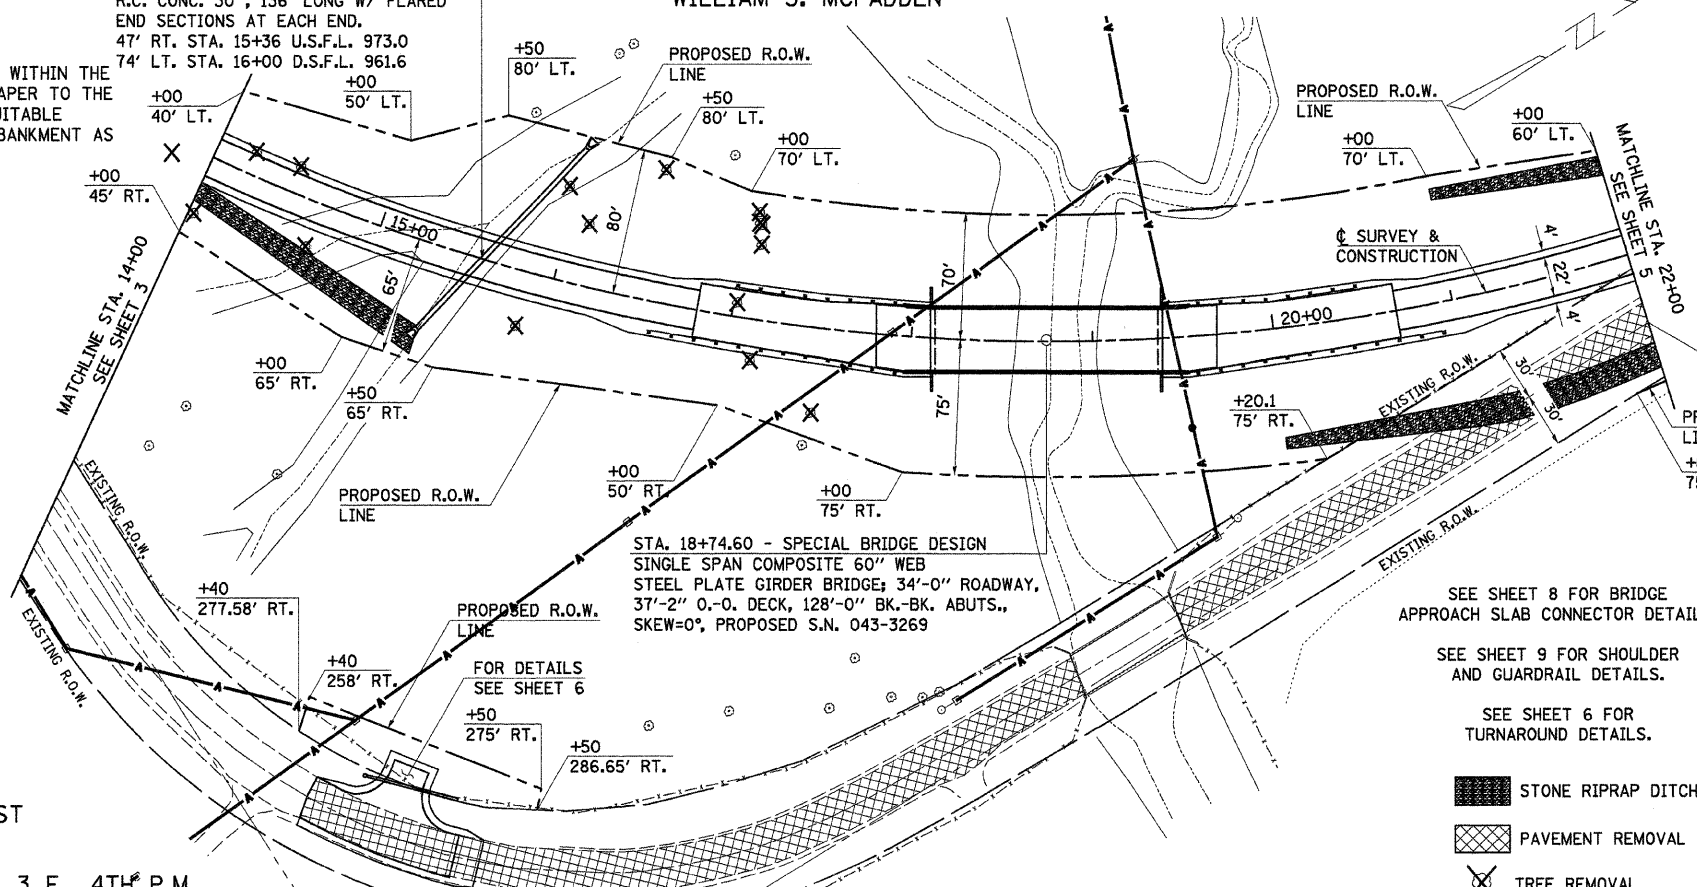 R.C. CONC. 30", 136' LONG W/ FLARED
END SECTIONS AT EACH END.
47' RT. STA. 15+36 U.S.F.L. 973.0
74' LT. STA. 16+00 D.S.F.L. 961.6
WILLIAM S. MCFADDEN
WITHIN THE
APER TO THE
UITABLE
BANKMENT AS
+00
40' LT.
+00
50' LT.
+50
80' LT.
PROPOSED R.O.W.
LINE
+50
80' LT.
+00
70' LT.
PROPOSED R.O.W.
LINE
+00
70' LT.
+00
60' LT.
MATCHLINE STA. 22+00
SEE SHEET 5
+00
45' RT.
MATCHLINE STA. 14+00
SEE SHEET 3
15+00
80'
65'
70'
75'
℄ SURVEY &
CONSTRUCTION
4'
22'
4'
20+00
+00
65' RT.
+50
65' RT.
+20.1
75' RT.
EXISTING R.O.W.
30'
30'
PR
LI
+
75
PROPOSED R.O.W.
LINE
+00
50' RT.
+00
75' RT.
EXISTING R.O.W.
EXISTING R.O.W.
STA. 18+74.60 - SPECIAL BRIDGE DESIGN
SINGLE SPAN COMPOSITE 60" WEB
STEEL PLATE GIRDER BRIDGE; 34'-0" ROADWAY,
37'-2" O.-O. DECK, 128'-0" BK.-BK. ABUTS.,
SKEW=0°, PROPOSED S.N. 043-3269
+40
277.58' RT.
PROPOSED R.O.W.
LINE
EXISTING R.O.W.
+40
258' RT.
FOR DETAILS
SEE SHEET 6
+50
275' RT.
+50
286.65' RT.
SEE SHEET 8 FOR BRIDGE
APPROACH SLAB CONNECTOR DETAIL
SEE SHEET 9 FOR SHOULDER
AND GUARDRAIL DETAILS.
SEE SHEET 6 FOR
TURNAROUND DETAILS.
STONE RIPRAP DITCH
PAVEMENT REMOVAL
TREE REMOVAL
ST
3 E. 4TH P.M.